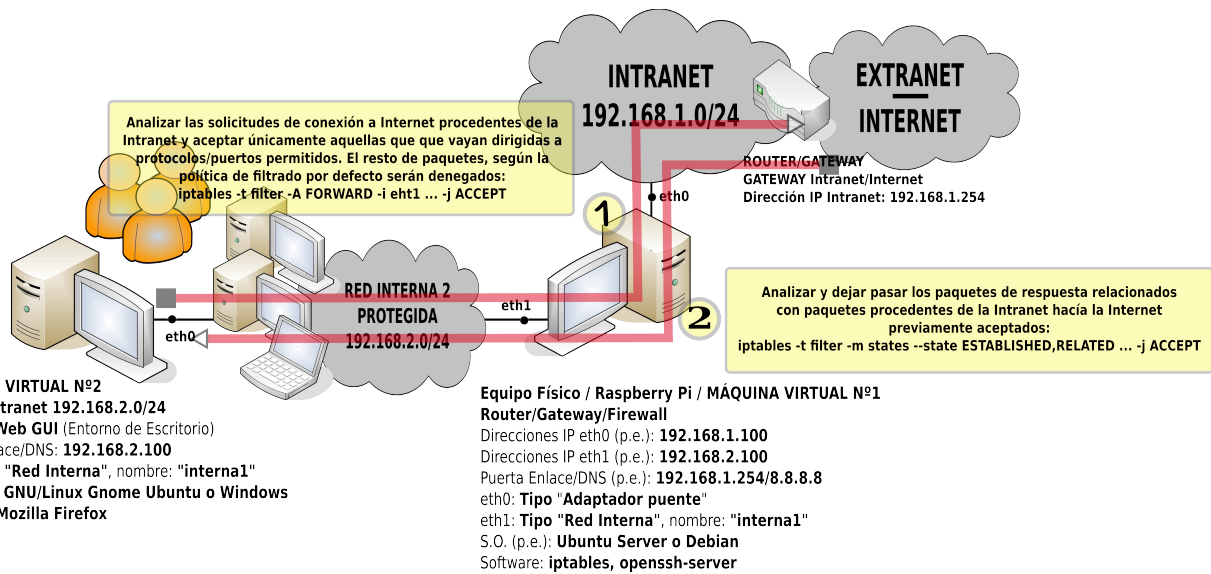 INTRANET
192.168.1.0/24
EXTRANET
INTERNET
Analizar las solicitudes de conexión a Internet procedentes de la
Intranet y aceptar únicamente aquellas que que vayan dirigidas a
protocolos/puertos permitidos. El resto de paquetes, según la
política de filtrado por defecto serán denegados:
iptables -t filter -A FORWARD -i eht1 ... -j ACCEPT
ROUTER/GATEWAY
GATEWAY Intranet/Internet
Dirección IP Intranet: 192.168.1.254
eth0
1
RED INTERNA 2
PROTEGIDA
192.168.2.0/24
eth1
eth0
2
Analizar y dejar pasar los paquetes de respuesta relacionados
con paquetes procedentes de la Intranet hacía la Internet
previamente aceptados:
iptables -t filter -m states --state ESTABLISHED,RELATED ... -j ACCEPT
VIRTUAL Nº2
tranet 192.168.2.0/24
Web GUI (Entorno de Escritorio)
ace/DNS: 192.168.2.100
"Red Interna", nombre: "interna1"
GNU/Linux Gnome Ubuntu o Windows
Mozilla Firefox
Equipo Físico / Raspberry Pi / MÁQUINA VIRTUAL Nº1
Router/Gateway/Firewall
Direcciones IP eth0 (p.e.): 192.168.1.100
Direcciones IP eth1 (p.e.): 192.168.2.100
Puerta Enlace/DNS (p.e.): 192.168.1.254/8.8.8.8
eth0: Tipo "Adaptador puente"
eth1: Tipo "Red Interna", nombre: "interna1"
S.O. (p.e.): Ubuntu Server o Debian
Software: iptables, openssh-server